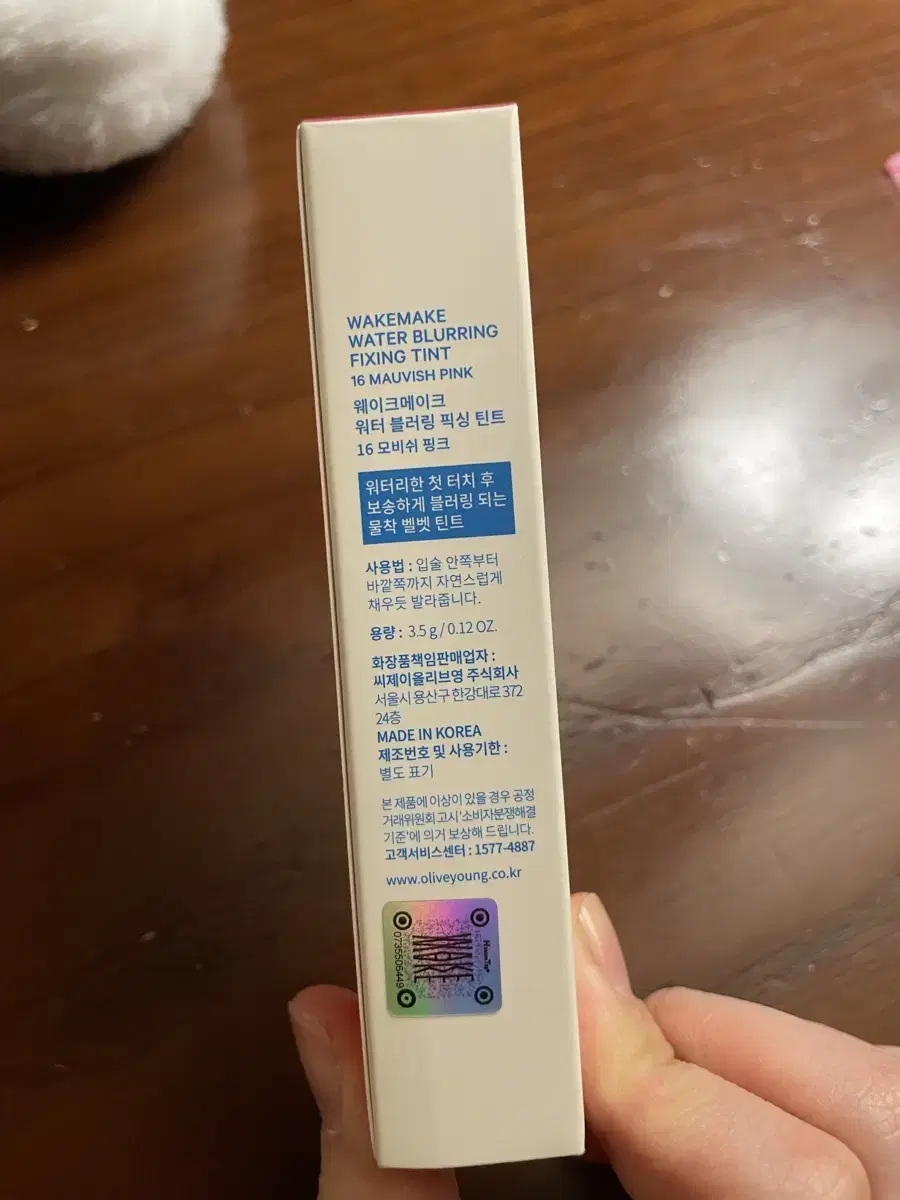 WAKEMAKE
WATER BLURRING
FIXING TINT
16 MAUVISH PINK
웨이크메이크
워터 블러링 픽싱 틴트
16 모비쉬 핑크
워터리한 첫 터치 후
보송하게 블러링 되는
물착 벨벳 틴트
사용법 : 입술 안쪽부터
바깥쪽까지 자연스럽게
채우듯 발라줍니다.
용량 : 3.5 g / 0.12 OZ.
화장품책임판매업자 :
씨제이올리브영 주식회사
서울시 용산구 한강대로 372
24층
MADE IN KOREA
제조번호 및 사용기한 :
별도 표기
본 제품에 이상이 있을 경우 공정
거래위원회 고시 '소비자분쟁해결
기준'에 의거 보상해 드립니다.
고객서비스센터 : 1577-4887
www.oliveyoung.co.kr
WAKE
MAKE
0735506449